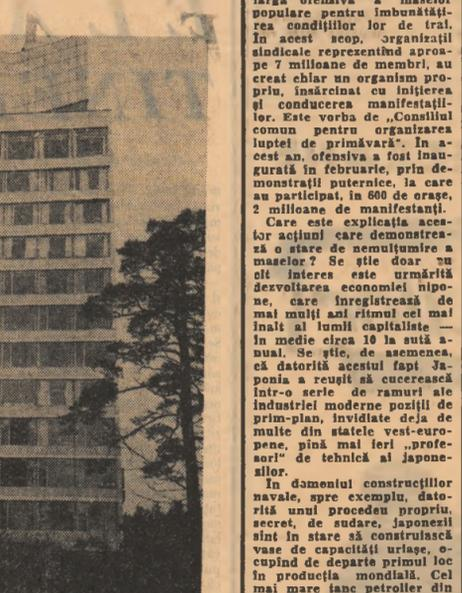 largă ofensivă a maselor
populare pentru îmbunătăți-
rea condițiilor lor de trai.
În acest scop, organizații
sindicale reprezentînd aproa-
pe 7 milioane de membri, au
creat chiar un organism pro-
priu, însărcinat cu inițierea
și conducerea manifestații-
lor. Este vorba de „Consiliul
comun pentru organizarea
luptei de primăvară". În a-
cest an, ofensiva a fost inau-
gurată în februarie, prin de-
monstrații puternice, la care
au participat, în 600 de orașe,
2 milioane de manifestanți.
Care este explicația aces-
tor acțiuni care demonstrea-
ză o stare de nemulțumire a
maselor ? Se știe doar cu
cît interes este urmărită
dezvoltarea economiei nipo-
ne, care înregistrează de
mai mulți ani ritmul cel mai
înalt al lumii capitaliste —
în medie circa 10 la sută a-
nual. Se știe, de asemenea,
că datorită acestui fapt Ja-
ponia a reușit să cucerească
într-o serie de ramuri ale
industriei moderne poziții de
prim-plan, invidiate deja de
multe din statele vest-euro-
pene, pînă mai ieri „profe-
sori" de tehnică ai japone-
zilor.
În domeniul construcțiilor
navale, spre exemplu, dato-
rită unui procedeu propriu,
secret, de sudare, japonezii
sînt în stare să construiască
vase de capacități uriașe, o-
cupînd de departe primul loc
în producția mondială. Cel
mai mare tanc petrolier din